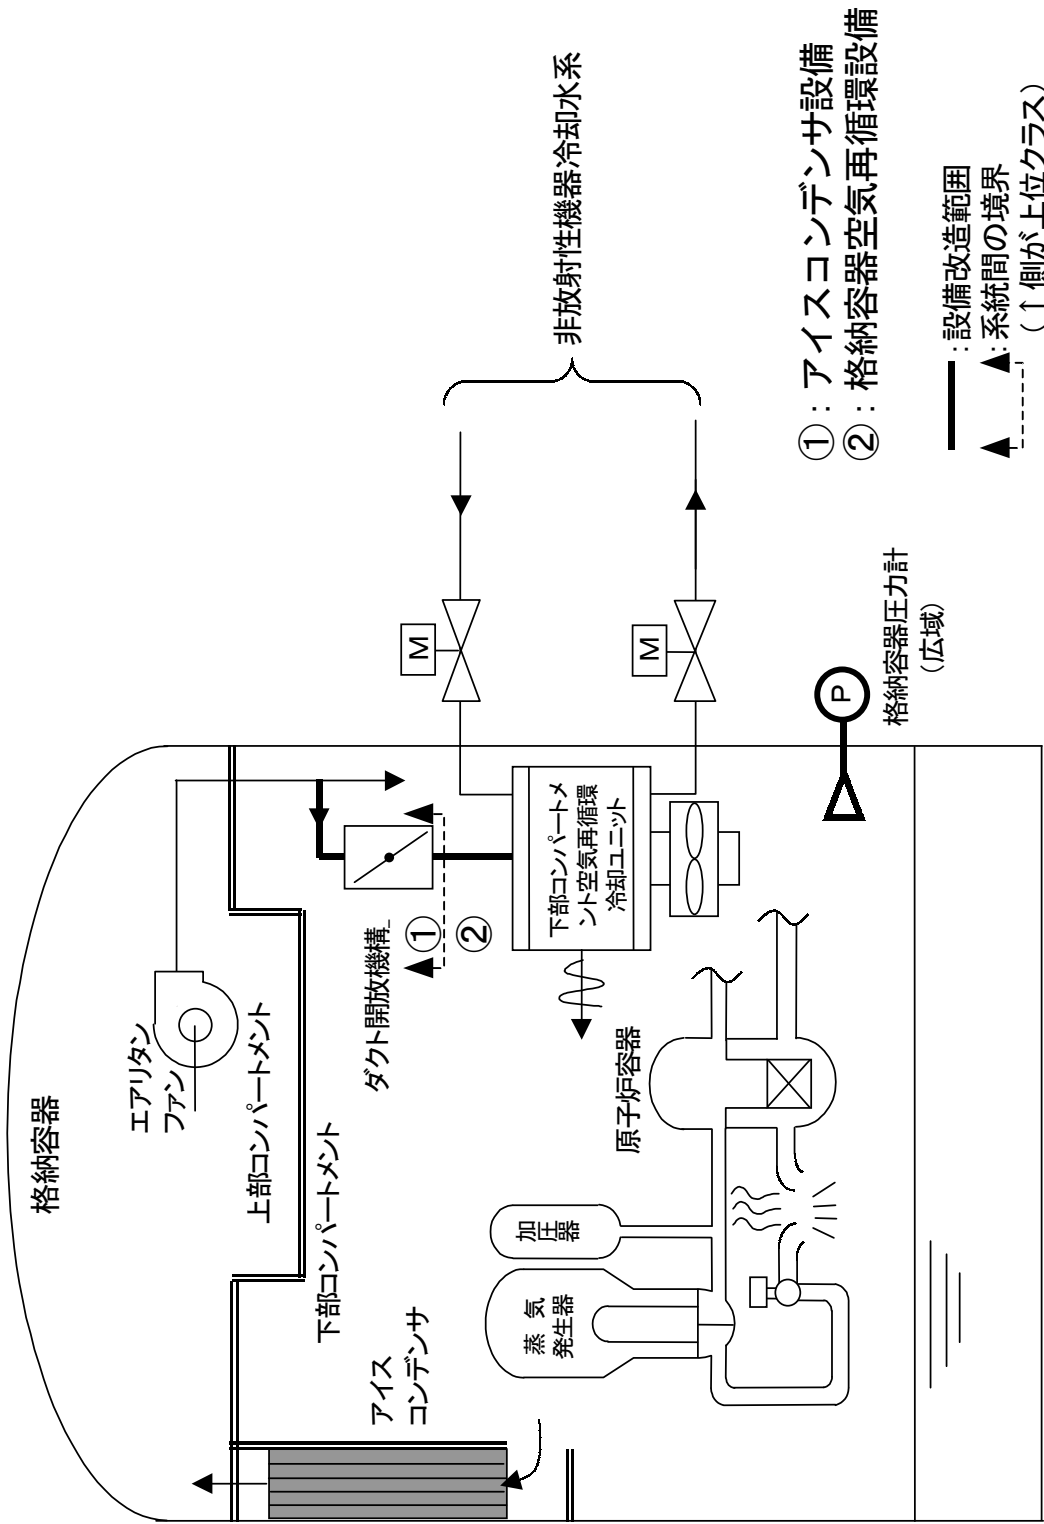 格納容器
エアリタン
ファン
上部コンパートメント
下部コンパートメント
アイス
コンデンサ
ダクト開放機構
①
②
下部コンパートメ
ント空気再循環
冷却ユニット
M
M
非放射性機器冷却水系
原子炉容器
加
圧
器
蒸 気
発生器
P
格納容器圧力計
(広域)
①:アイスコンデンサ設備
②:格納容器空気再循環設備
:設備改造範囲
:系統間の境界
(↑側が上位クラス)